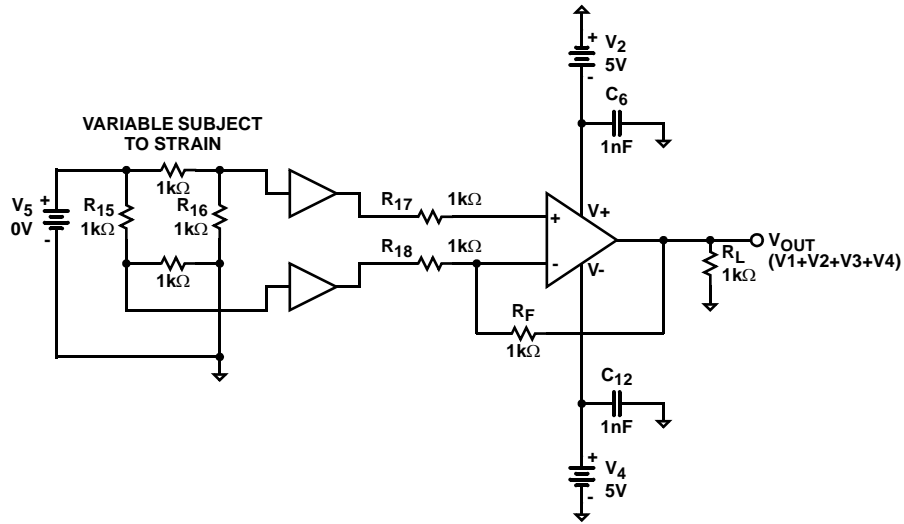 +
V2
5V
-
C6
1nF
VARIABLE SUBJECT
TO STRAIN
1kΩ
V5
0V
+
-
R15
1kΩ
R16
1kΩ
1kΩ
R17
1kΩ
R18
1kΩ
+
-
V+
V-
RF
1kΩ
VOUT
(V1+V2+V3+V4)
RL
1kΩ
C12
1nF
+
V4
5V
-